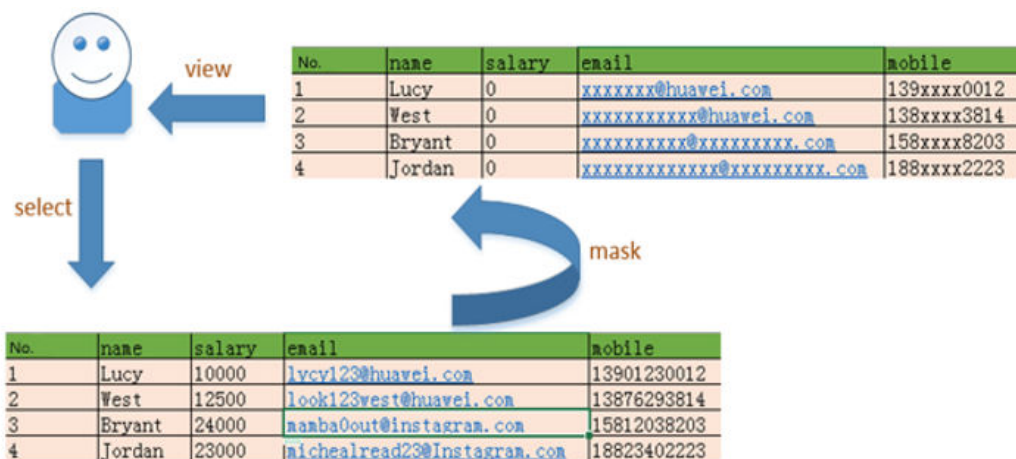 view
No. name salary email mobile
1 Lucy 0 xxxxxxx@huawei.com 139xxxx0012
2 West 0 xxxxxxxxxxx@huawei.com 138xxxx3814
3 Bryant 0 xxxxxxxxxx@xxxxxxxxx.com 158xxxx8203
4 Jordan 0 xxxxxxxxxxxxx@xxxxxxxxx.com 188xxxx2223
select
mask
No. name salary email mobile
1 Lucy 10000 lvcy123@huawei.com 13901230012
2 West 12500 look123west@huawei.com 13876293814
3 Bryant 24000 mamba0out@instagram.com 15812038203
4 Jordan 23000 michealread23@Instagram.com 18823402223